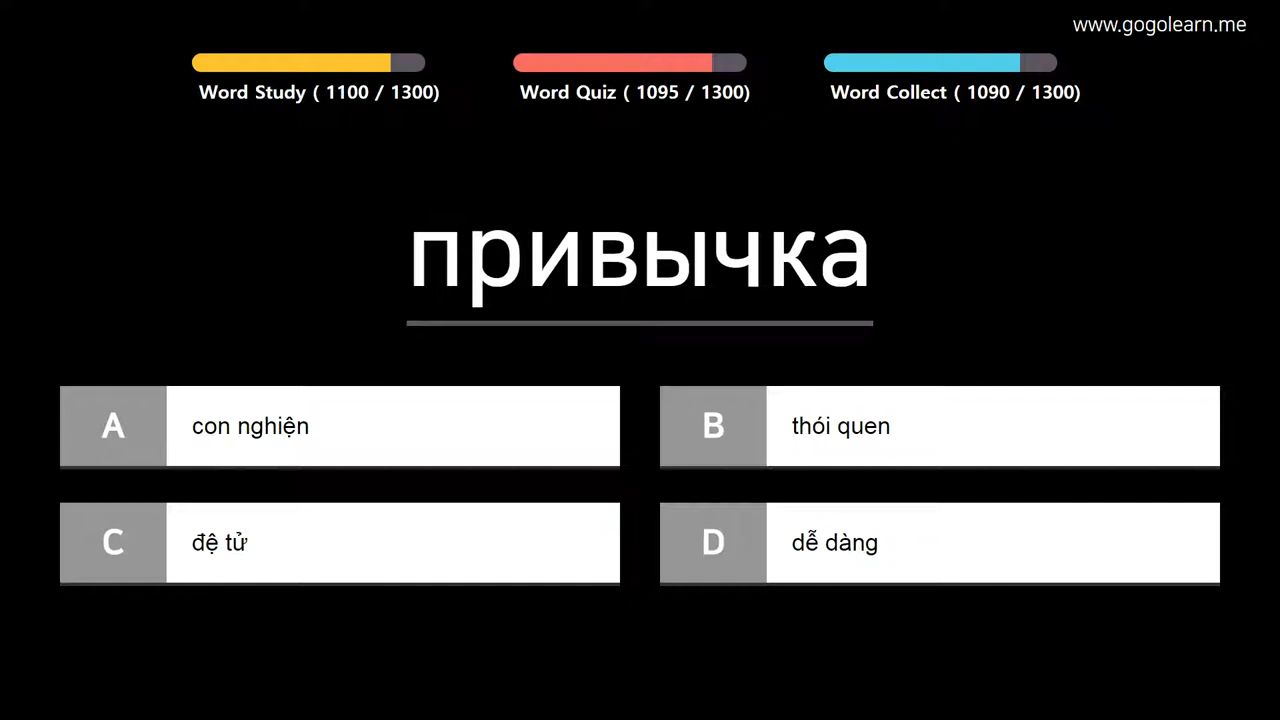 www.gogolearn.me
Word Study ( 1100 / 1300)
Word Quiz ( 1095 / 1300)
Word Collect ( 1090 / 1300)
привычка
A con nghiện
B thói quen
C đệ tử
D dễ dàng